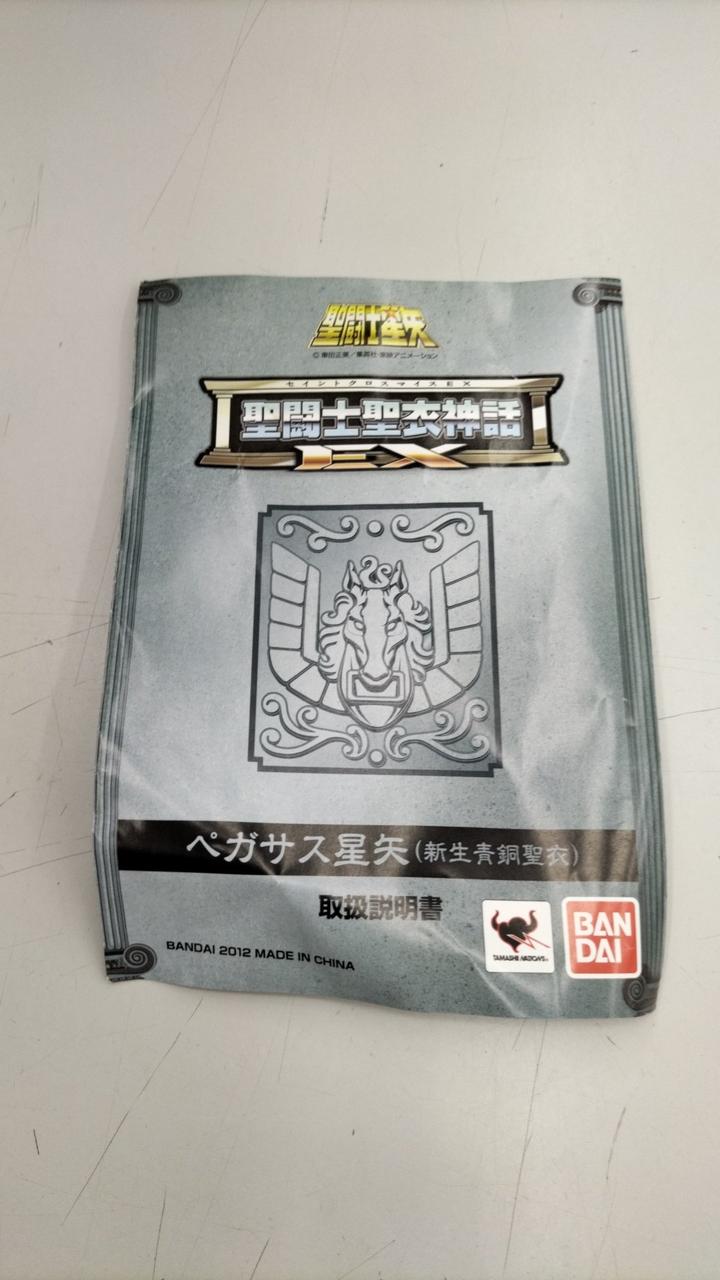 聖闘士星矢
© 車田正美／集英社・東映アニメーション
セイントクロスマイスEX
聖闘士聖衣神話
EX
ペガサス星矢(新生青銅聖衣)
取扱説明書
BANDAI 2012 MADE IN CHINA
TAMASHII NATIONS
BAN
DAI